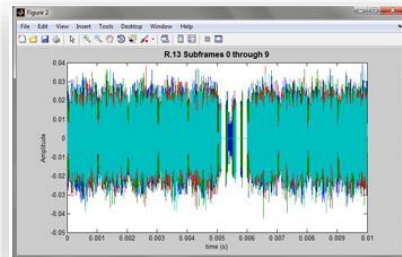 Figure 2
File Edit View Insert Tools Desktop Window Help
R.13 Subframes 0 through 9
0.04
0.03
0.02
0.01
0
-0.01
-0.02
-0.03
-0.04
-0.05
Amplitude
0 0.001 0.002 0.003 0.004 0.005 0.006 0.007 0.008 0.009 0.01
time (s)